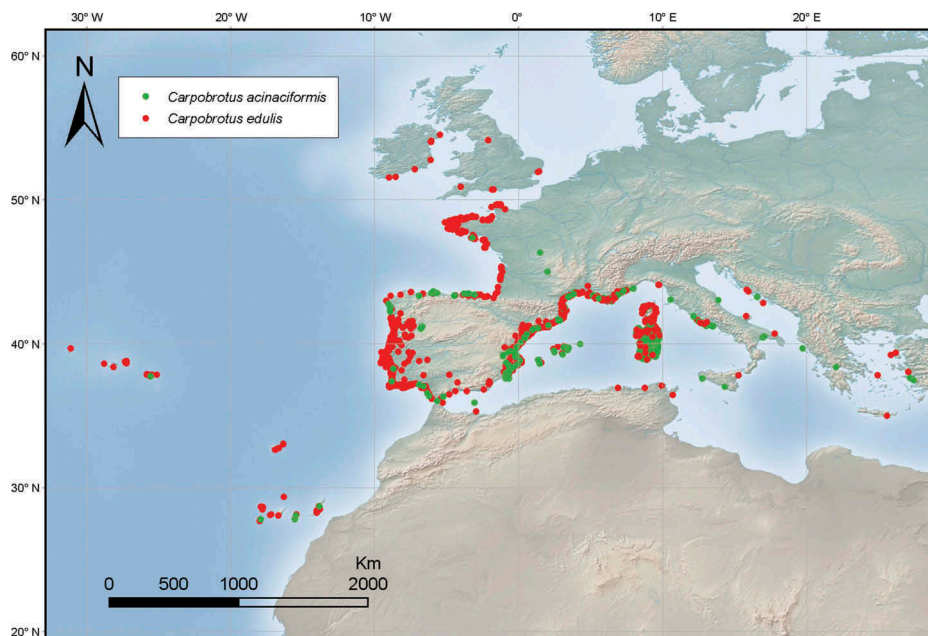 30° W 20° W 10° W 0° 10° E 20° E
60° N
N
Carpobrotus acinaciformis
Carpobrotus edulis
50° N
40° N
30° N
Km
0 500 1000 2000
20° N